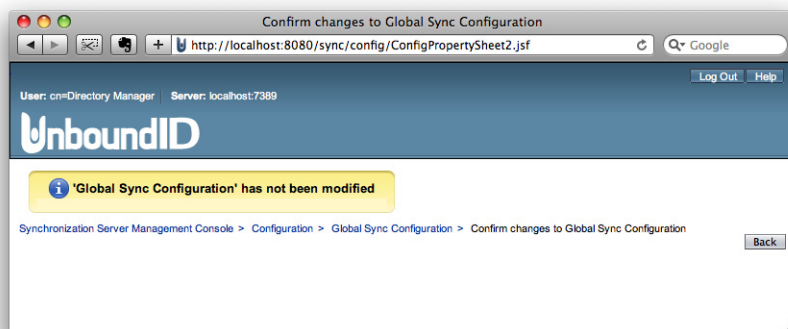 Confirm changes to Global Sync Configuration
http://localhost:8080/sync/config/ConfigPropertySheet2.jsf
Google
Log Out Help
User: cn=Directory Manager Server: localhost:7389
UnboundID
'Global Sync Configuration' has not been modified
Synchronization Server Management Console > Configuration > Global Sync Configuration > Confirm changes to Global Sync Configuration
Back